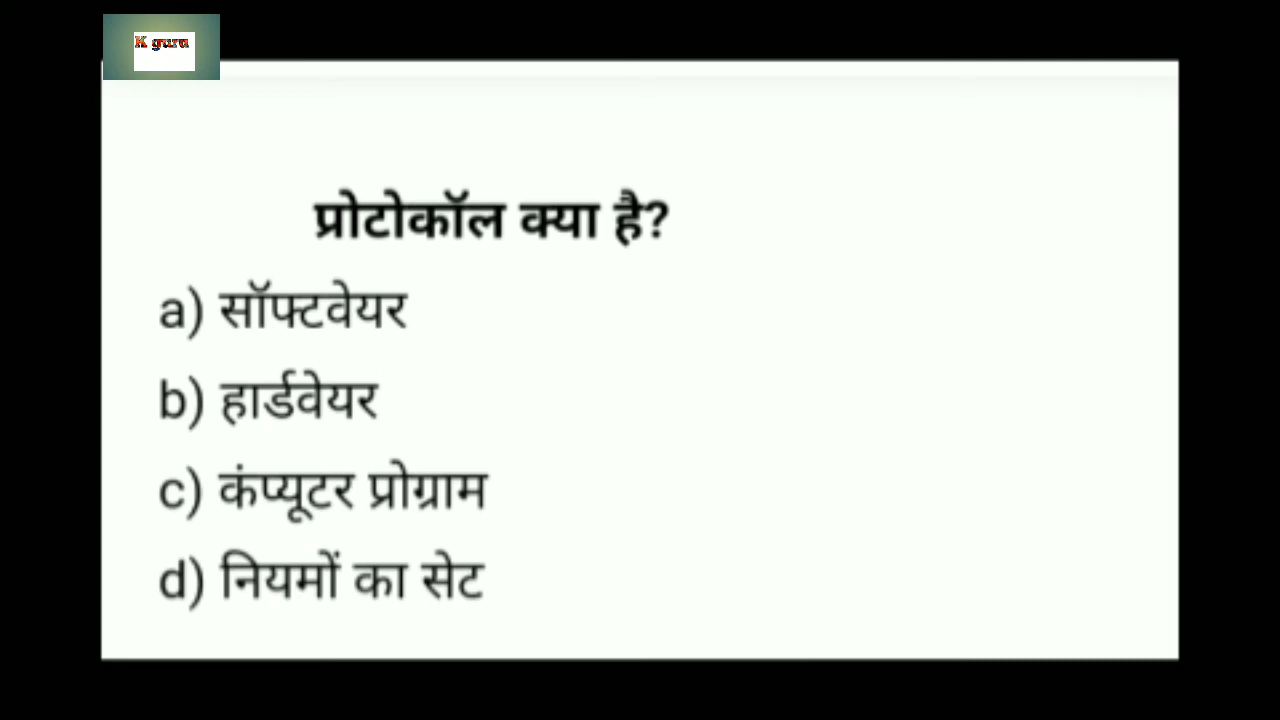 K guru
प्रोटोकॉल क्या है?
a) सॉफ्टवेयर
b) हार्डवेयर
c) कंप्यूटर प्रोग्राम
d) नियमों का सेट